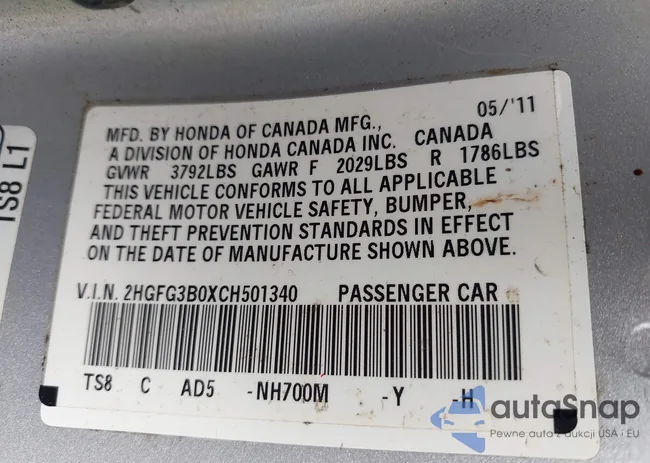 TS8 L1
05/'11
MFD. BY HONDA OF CANADA MFG.,
A DIVISION OF HONDA CANADA INC. CANADA
GVWR 3792LBS GAWR F 2029LBS R 1786LBS
THIS VEHICLE CONFORMS TO ALL APPLICABLE
FEDERAL MOTOR VEHICLE SAFETY, BUMPER,
AND THEFT PREVENTION STANDARDS IN EFFECT
ON THE DATE OF MANUFACTURE SHOWN ABOVE.
V.I.N. 2HGFG3B0XCH501340 PASSENGER CAR
TS8 C AD5 -NH700M -Y -H
autoSnap
Pewne auta z aukcji USA i EU